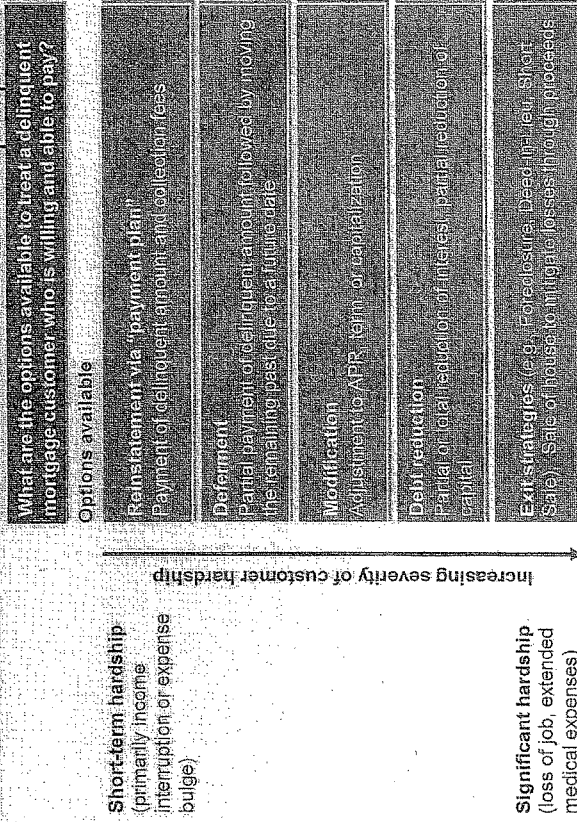 What are the options available to treat a delinquent
mortgage customer who is willing and able to pay?
Options available
Short-term hardship
(primarily income
interruption or expense
bulge)
Increasing severity of customer hardship
Significant hardship
(loss of job, extended
medical expenses)
Reinstatement via "payment plan"
Payment of delinquent amount and collection fees
Deferment
Partial payment of delinquent amount followed by moving
the remaining past due to a future date
Modification
Adjustment to APR, term, or capitalization
Debt reduction
Partial or total reduction of interest, partial reduction of
capital
Exit strategies (e.g., Foreclosure, Deed-in-Lieu, Short
Sale) Sale of house to mitigate losses through proceeds